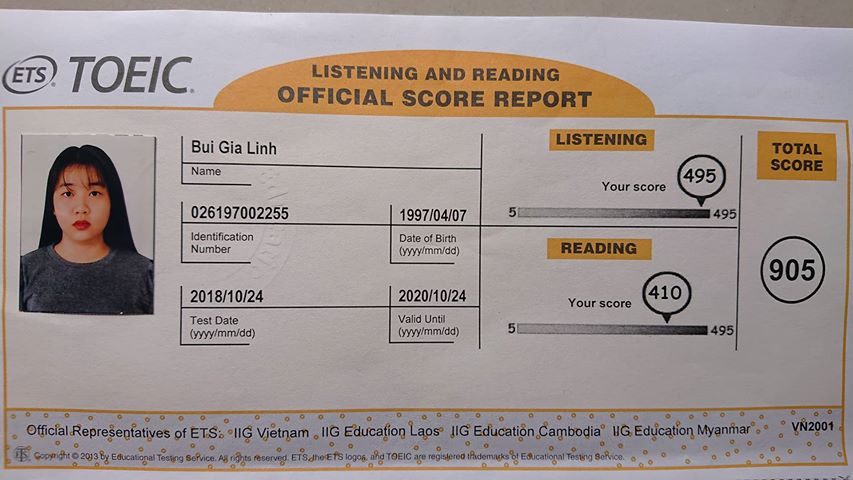 ETS TOEIC
LISTENING AND READING
OFFICIAL SCORE REPORT
Bui Gia Linh
Name
026197002255
Identification
Number
1997/04/07
Date of Birth
(yyyy/mm/dd)
2018/10/24
Test Date
(yyyy/mm/dd)
2020/10/24
Valid Until
(yyyy/mm/dd)
LISTENING
Your score
495
5
495
READING
Your score
410
5
495
TOTAL
SCORE
905
Official Representatives of ETS: IIG Vietnam IIG Education Laos IIG Education Cambodia IIG Education Myanmar
VN2001
Copyright © 2013 by Educational Testing Service. All rights reserved. ETS, the ETS logos, and TOEIC are registered trademarks of Educational Testing Service.